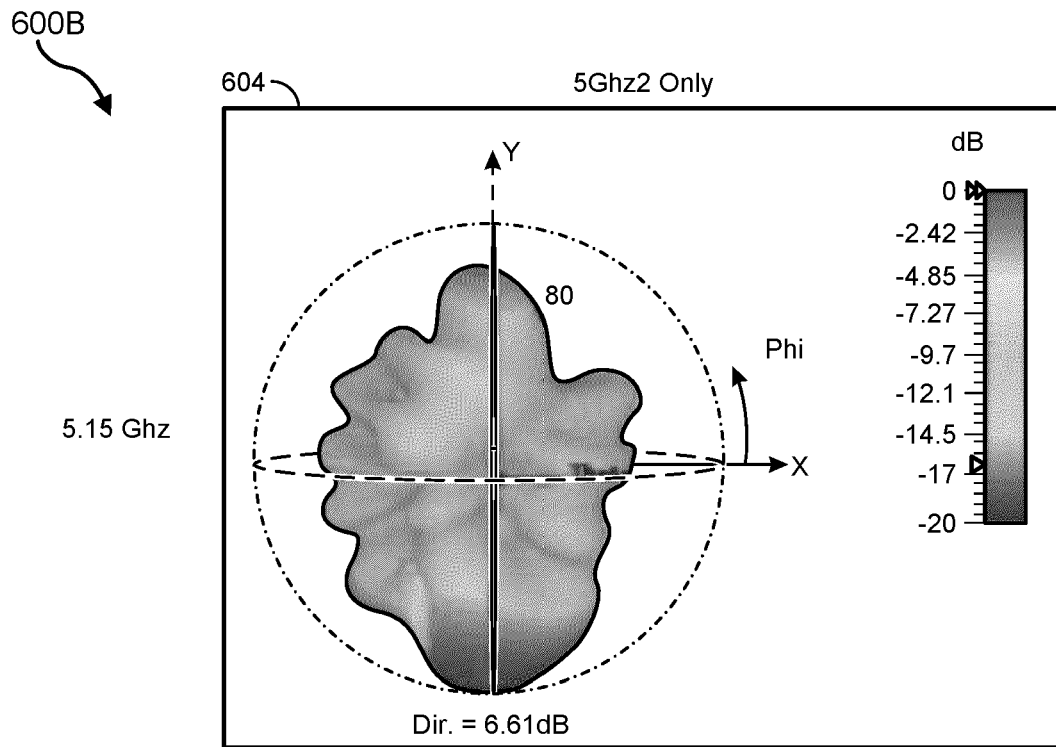 600B
604
5Ghz2 Only
dB
0
-2.42
-4.85
-7.27
-9.7
-12.1
-14.5
-17
-20
Y
80
Phi
5.15 Ghz
X
Dir. = 6.61dB